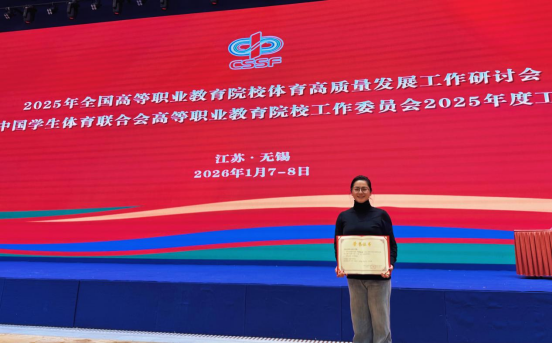 CSSF
2025年全国高等职业教育院校体育高质量发展工作研讨会
中国学生体育联合会高等职业教育院校工作委员会2025年度工
江苏·无锡
2026年1月7-8日